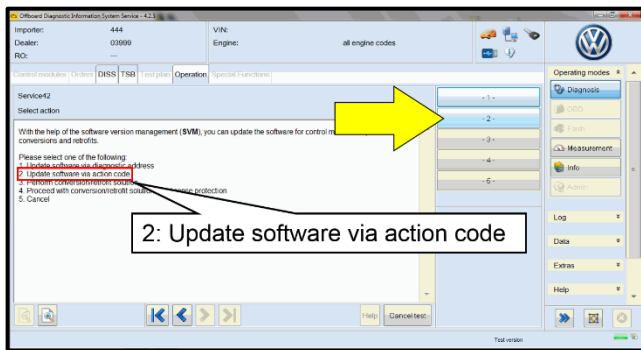 Offboard Diagnostic Information System Service - 4.2.3
Importer: 444 VIN:
Dealer: 03999 Engine: all engine codes
RO: ---
Control modules Orders DISS TSB Test plan Operation Special Functions
Service42
Select action
With the help of the software version management (SVM), you can update the software for control
conversions and retrofits.
Please select one of the following:
1. Update software via diagnostic address
2. Update software via action code
3. Perform conversion/retrofit solution
4. Proceed with conversion/retrofit protection
5. Cancel
2: Update software via action code
- 1 -
- 2 -
- 3 -
- 4 -
- 5 -
Help Cancel test
Operating modes
Diagnosis
OBD
Flash
Measurement
Info
Admin
Log
Data
Extras
Help
Test version